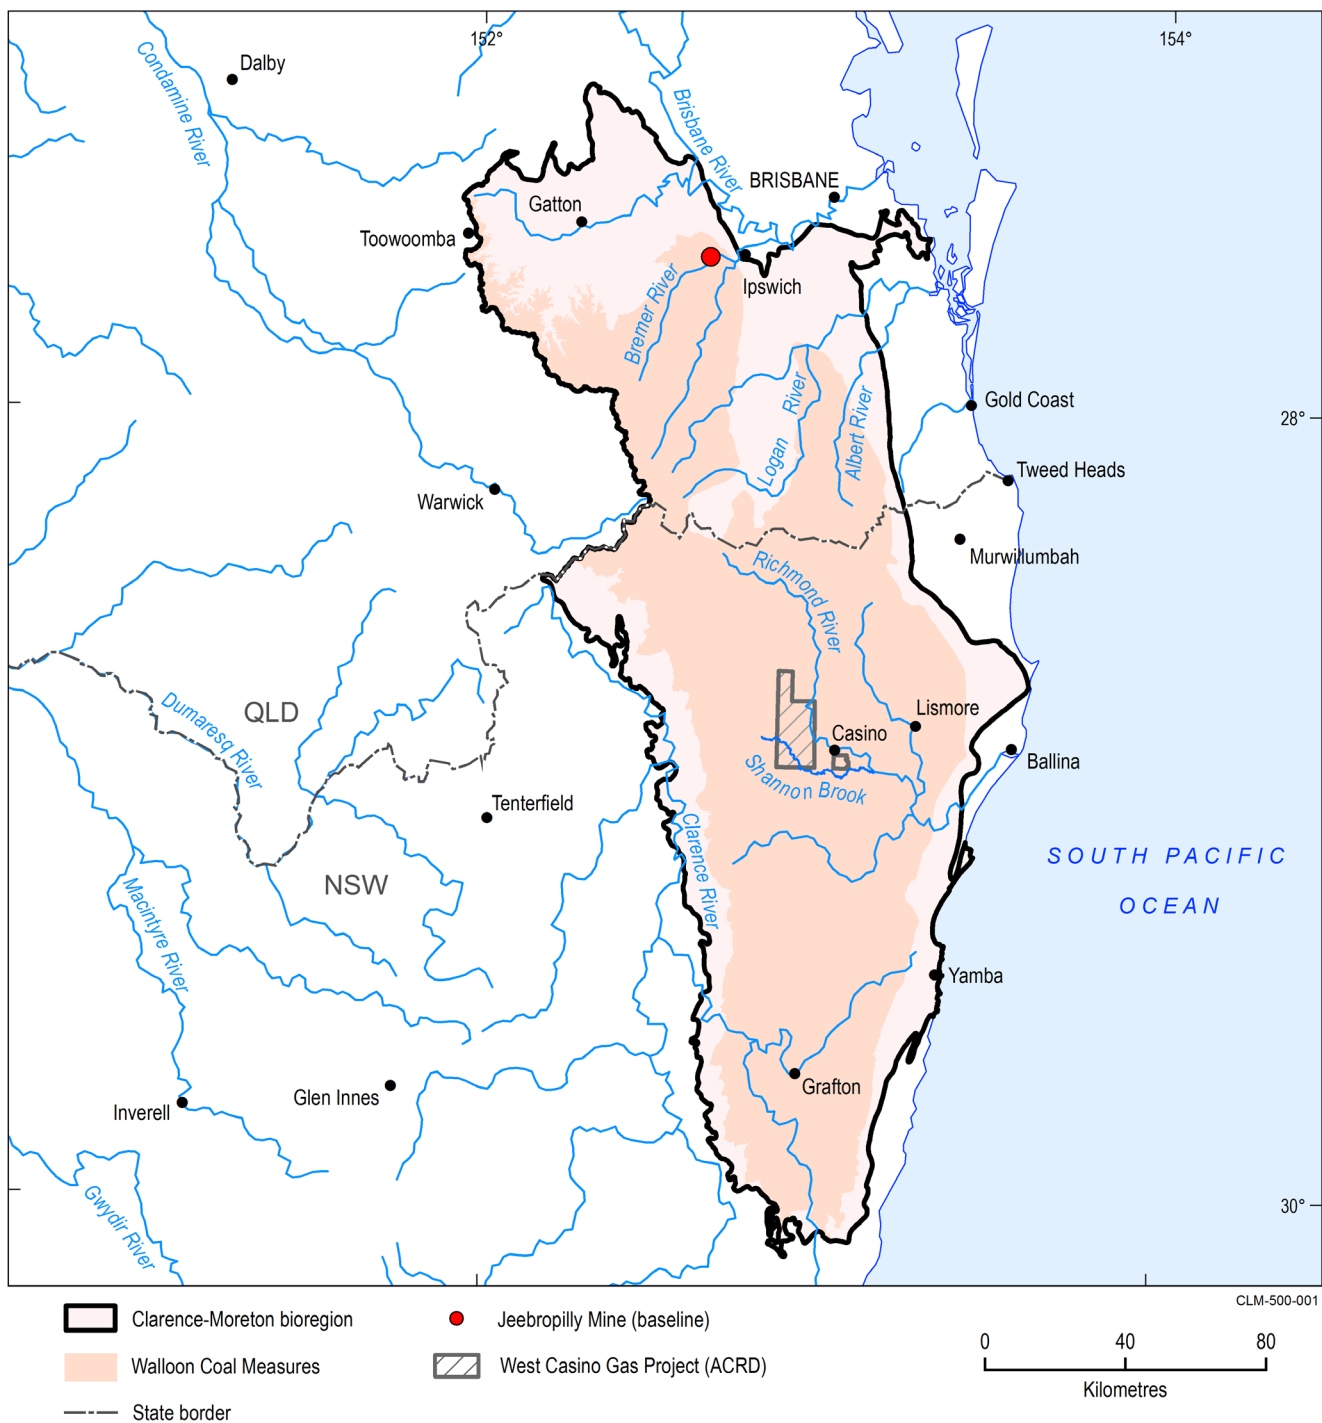 152°
154°
Dalby
Condamine River
Brisbane River
BRISBANE
Gatton
Toowoomba
Ipswich
Bremer River
Logan River
Albert River
Gold Coast
28°
Tweed Heads
Warwick
Murwillumbah
Richmond River
QLD
Dumaresq River
Lismore
Casino
Shannon Brook
Ballina
Tenterfield
Clarence River
SOUTH PACIFIC
OCEAN
NSW
Macintyre River
Yamba
Grafton
Glen Innes
Inverell
Gwydir River
30°
CLM-500-001
Clarence-Moreton bioregion
Jeebropilly Mine (baseline)
Walloon Coal Measures
West Casino Gas Project (ACRD)
State border
0 40 80
Kilometres